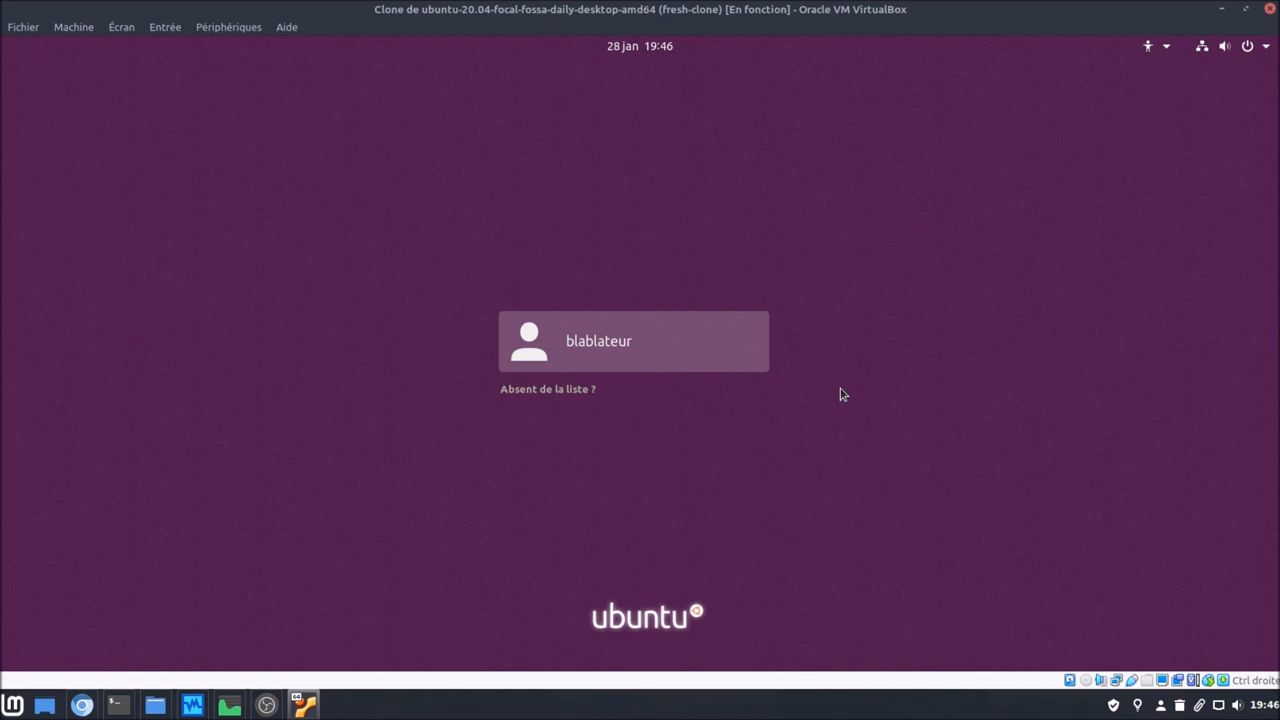 Clone de ubuntu-20.04-focal-fossa-daily-desktop-amd64 (fresh-clone) [En fonction] - Oracle VM VirtualBox
Fichier Machine Écran Entrée Périphériques Aide
28 jan 19:46
blablateur
Absent de la liste ?
ubuntu
Ctrl droite
64
19:46